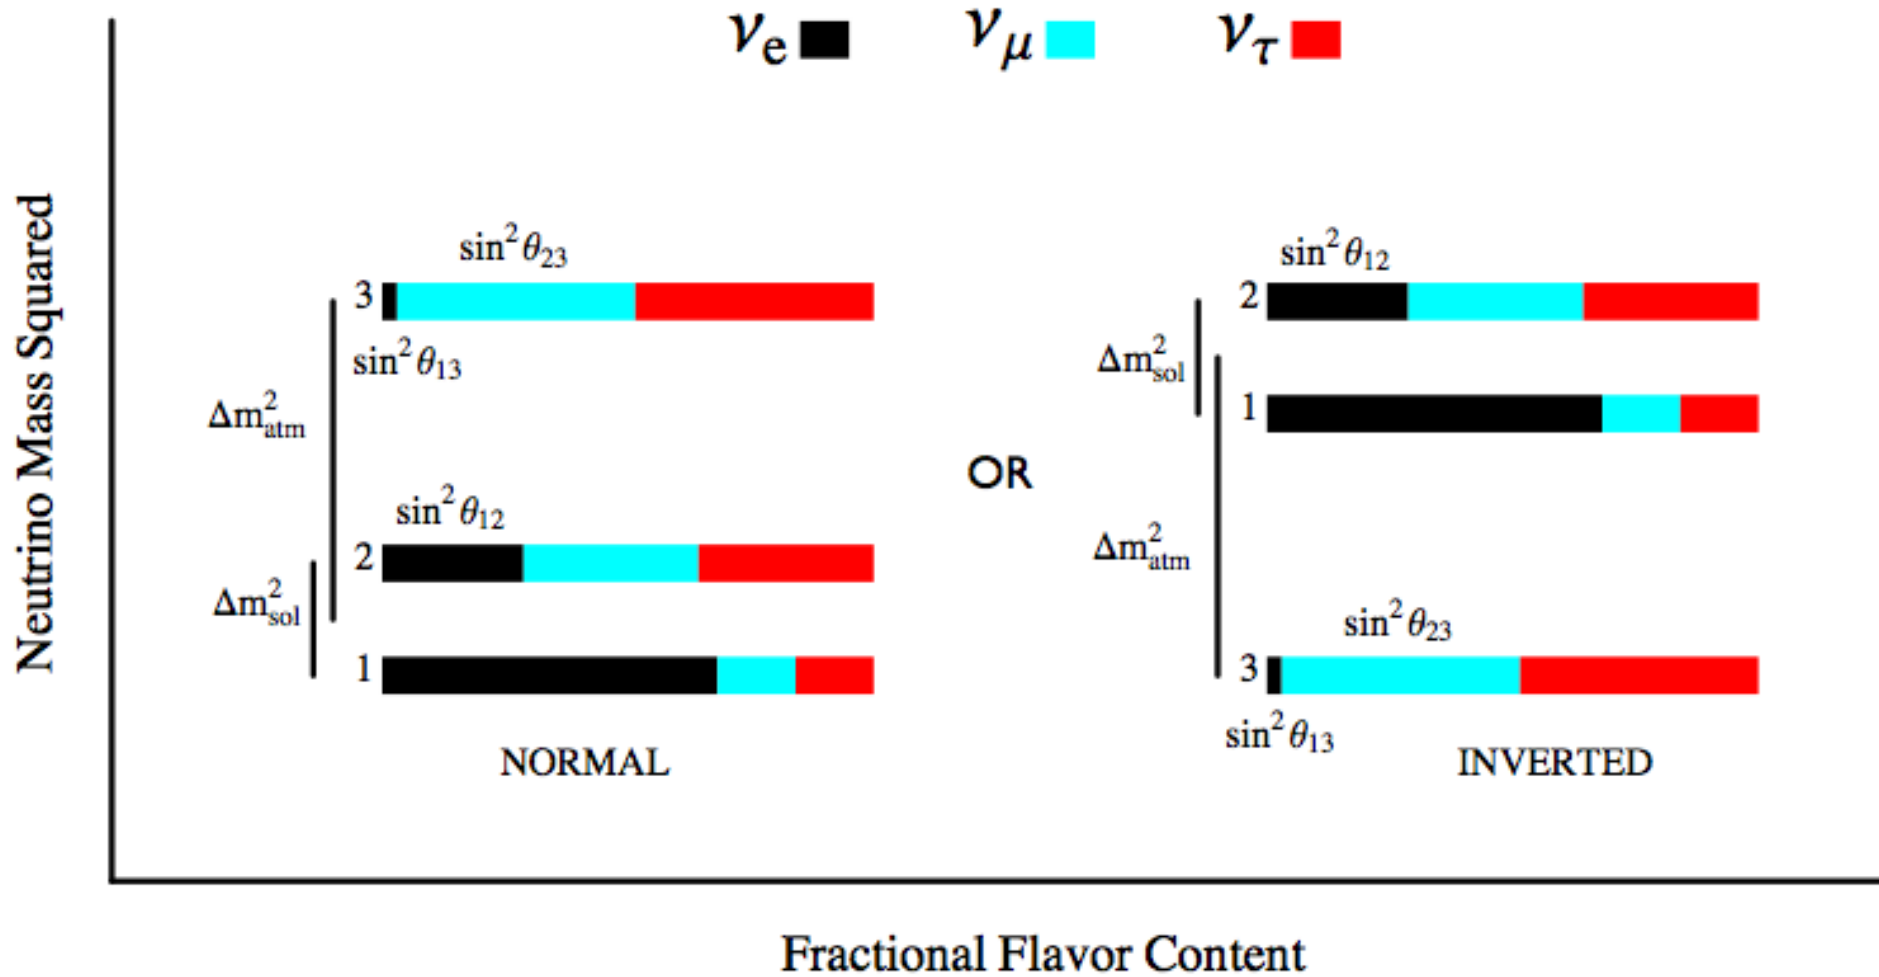 νe νμ ντ
Neutrino Mass Squared
sin²θ₂₃
3
sin²θ₁₃
Δm²atm
sin²θ₁₂
2
Δm²sol
1
NORMAL
OR
sin²θ₁₂
2
Δm²sol
1
Δm²atm
sin²θ₂₃
3
sin²θ₁₃
INVERTED
Fractional Flavor Content